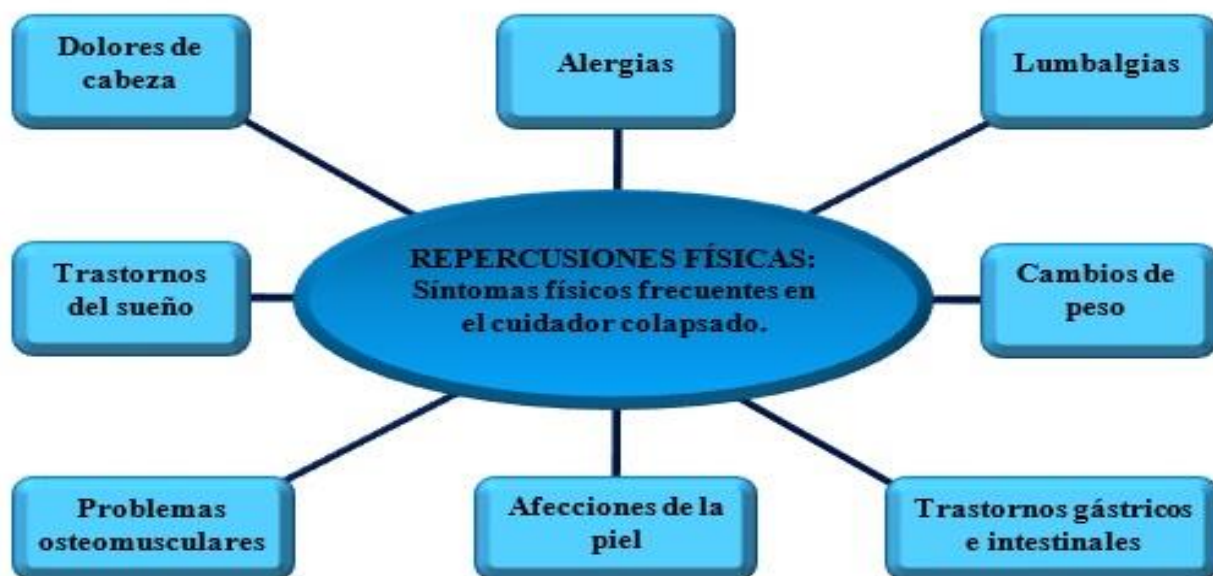 Dolores de
cabeza
Alergias
Lumbalgias
Trastornos
del sueño
REPERCUSIONES FÍSICAS:
Síntomas físicos frecuentes en
el cuidador colapsado.
Cambios de
peso
Problemas
osteomusculares
Afecciones de la
piel
Trastornos gástricos
e intestinales